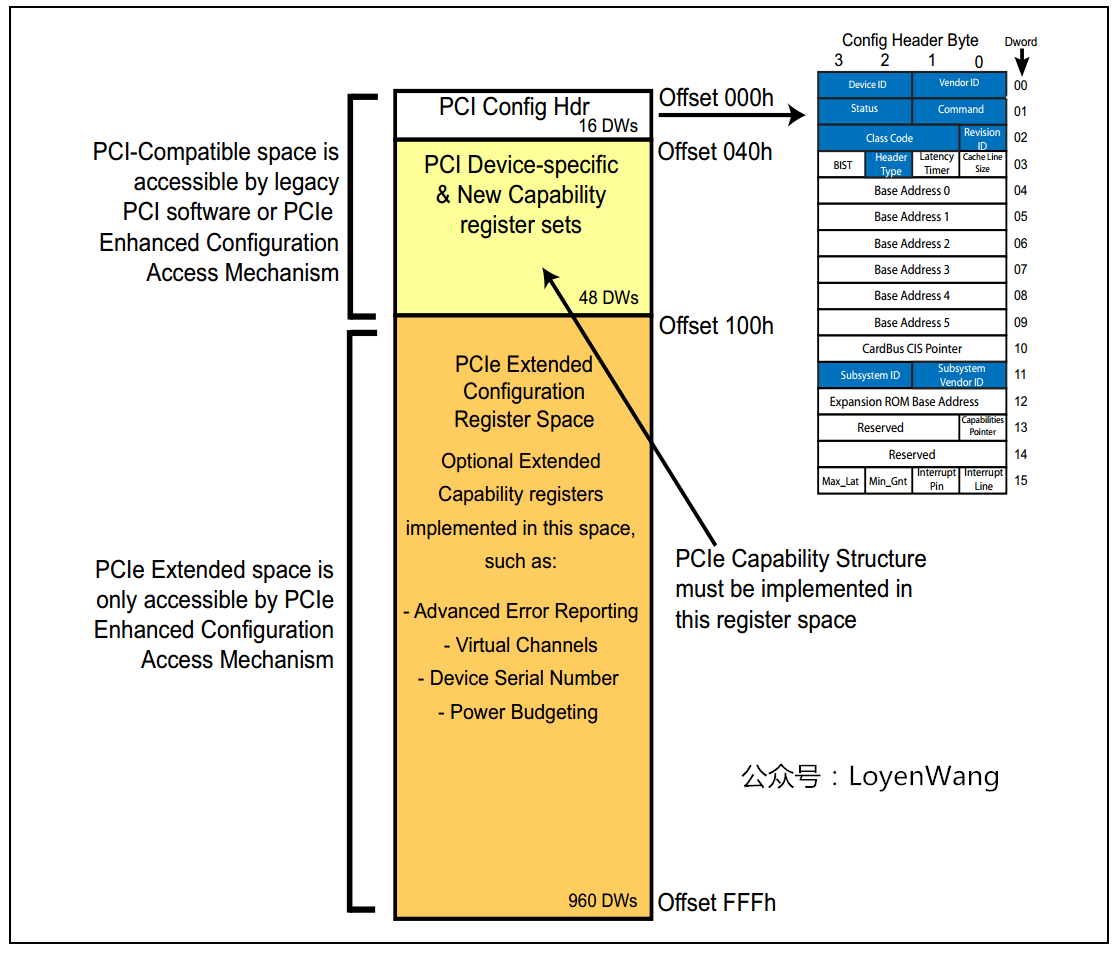 PCI-Compatible space is
accessible by legacy
PCI software or PCIe
Enhanced Configuration
Access Mechanism
PCIe Extended space is
only accessible by PCIe
Enhanced Configuration
Access Mechanism
PCI Config Hdr
16 DWs
PCI Device-specific
& New Capability
register sets
48 DWs
PCIe Extended
Configuration
Register Space
Optional Extended
Capability registers
implemented in this space,
such as:
- Advanced Error Reporting
- Virtual Channels
- Device Serial Number
- Power Budgeting
960 DWs
Offset 000h
Offset 040h
Offset 100h
Offset FFFh
PCIe Capability Structure
must be implemented in
this register space
Config Header Byte
Dword
3 2 1 0
Device ID Vendor ID 00
Status Command 01
Class Code Revision ID 02
BIST Header Type Latency Timer Cache Line Size 03
Base Address 0 04
Base Address 1 05
Base Address 2 06
Base Address 3 07
Base Address 4 08
Base Address 5 09
CardBus CIS Pointer 10
Subsystem ID Subsystem Vendor ID 11
Expansion ROM Base Address 12
Reserved Capabilities Pointer 13
Reserved 14
Max_Lat Min_Gnt Interrupt Pin Interrupt Line 15
公众号：LoyenWang